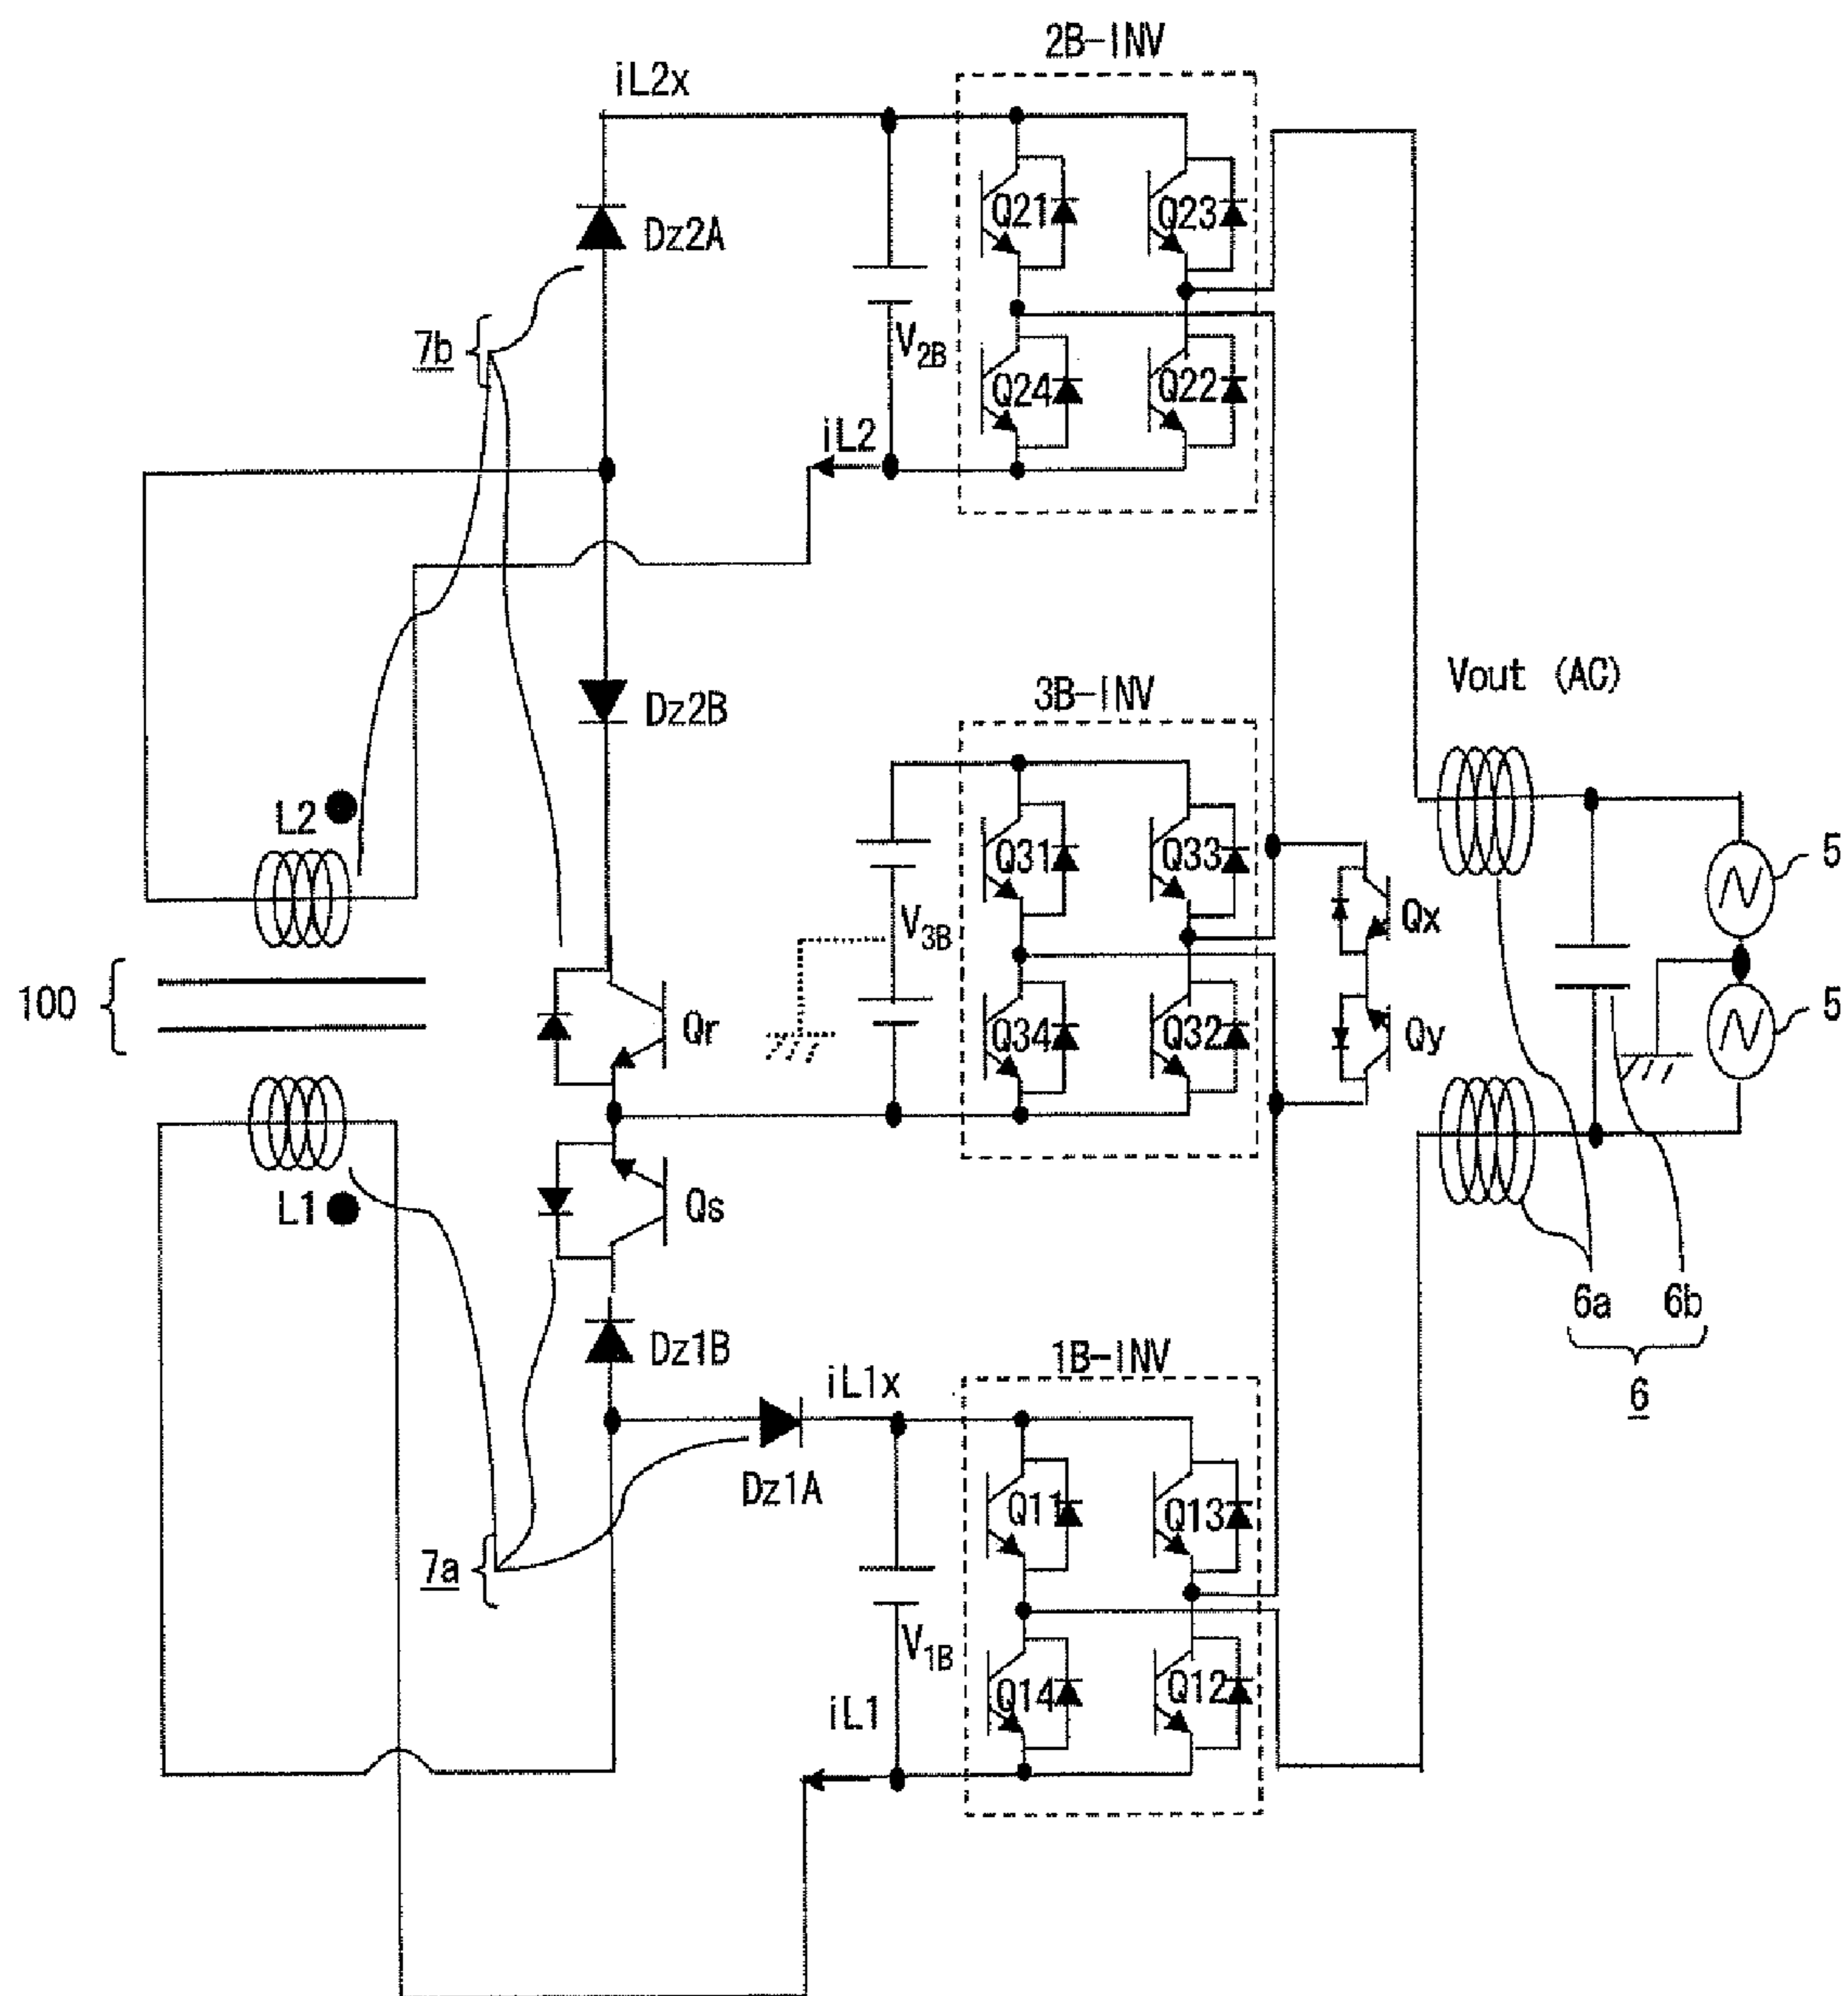 2B-INV
iL2x
Q21
Q23
Dz2A
7b
V2B
Q24
Q22
iL2
Vout (AC)
3B-INV
Dz2B
L2
Q31
Q33
5
Qx
V3B
100
Qr
Q34
Q32
Qy
5
L1
Qs
6a
6b
Dz1B
1B-INV
iL1x
6
Dz1A
Q11
Q13
7a
V1B
Q14
Q12
iL1